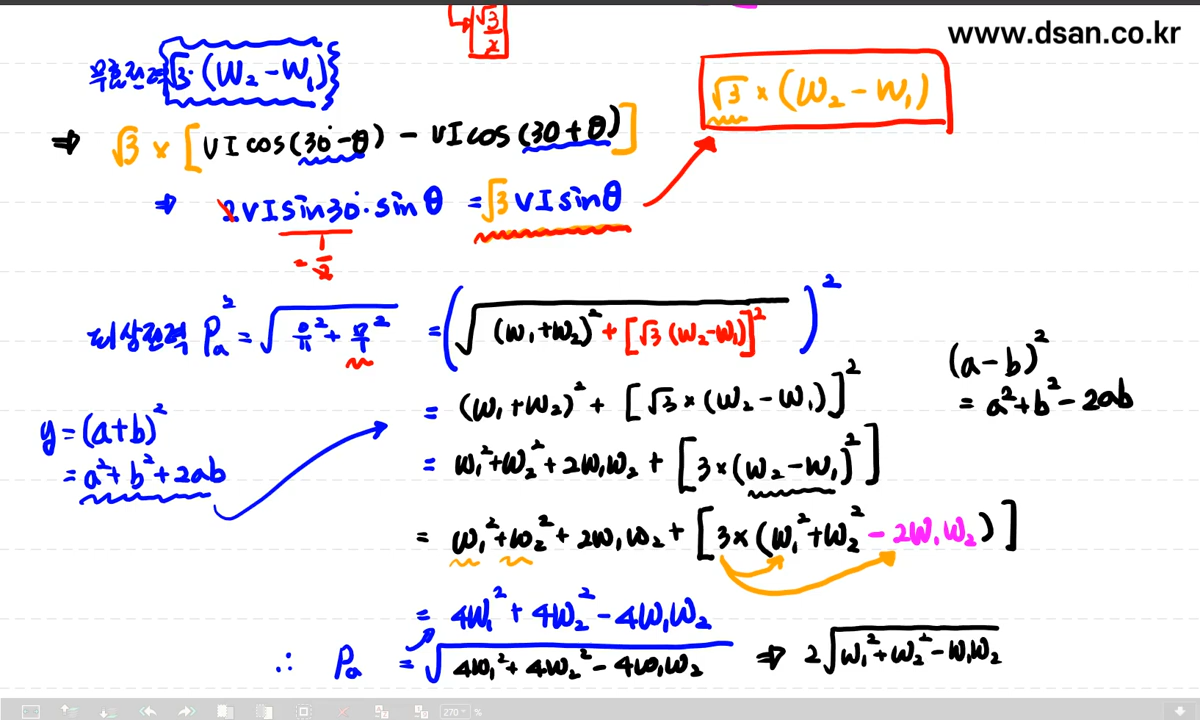 √3/2
www.dsan.co.kr
무효전력 √3·(W₂-W₁)
√3 × (W₂-W₁)
⇒ √3 × [VIcos(30°-θ) - VIcos(30+θ)]
⇒ 2VIsin30°·sinθ = √3VIsinθ
= 1/2
피상전력 Pa² = √유²+무² = (√(W₁+W₂)²+[√3(W₂-W₁)]²)²
(a-b)²
= a²+b²-2ab
= (W₁+W₂)² + [√3×(W₂-W₁)]²
y=(a+b)²
= a²+b²+2ab
= W₁²+W₂²+2W₁W₂ + [3×(W₂-W₁)²]
= W₁²+W₂²+2W₁W₂+[3×(W₁²+W₂²-2W₁W₂)]
= 4W₁²+4W₂²-4W₁W₂
∴ Pa = √4W₁²+4W₂²-4W₁W₂ ⇒ 2√W₁²+W₂²-W₁W₂
270 %